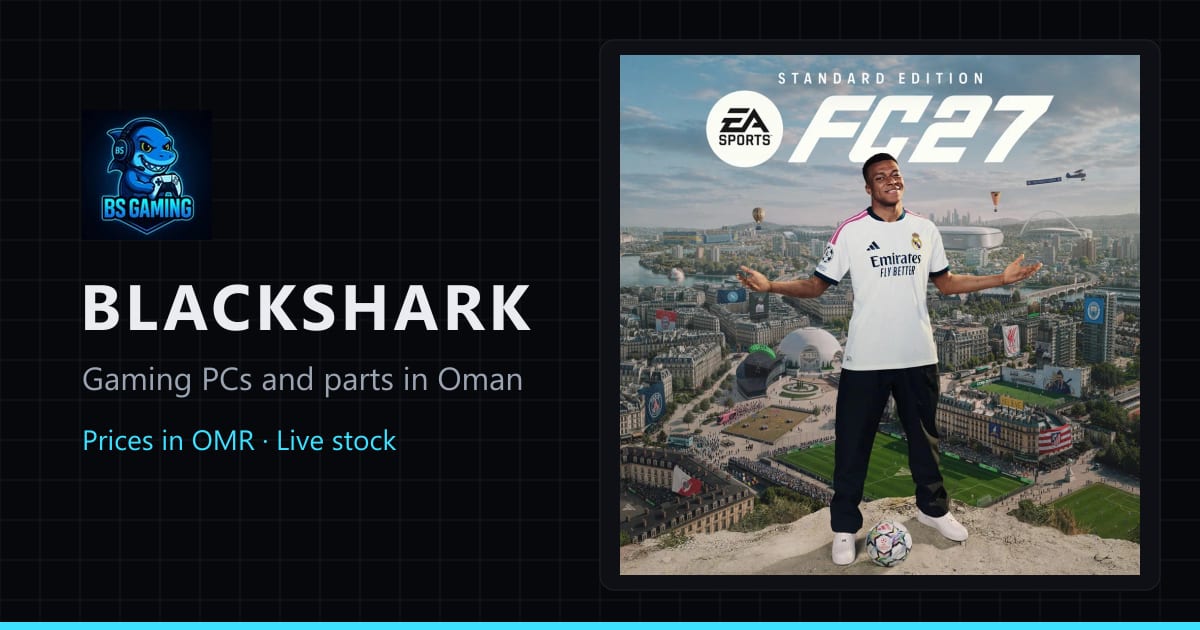 BS
BS GAMING
BLACKSHARK
Gaming PCs and parts in Oman
Prices in OMR · Live stock
STANDARD EDITION
EA
SPORTS
FC27
Emirates
FLY BETTER